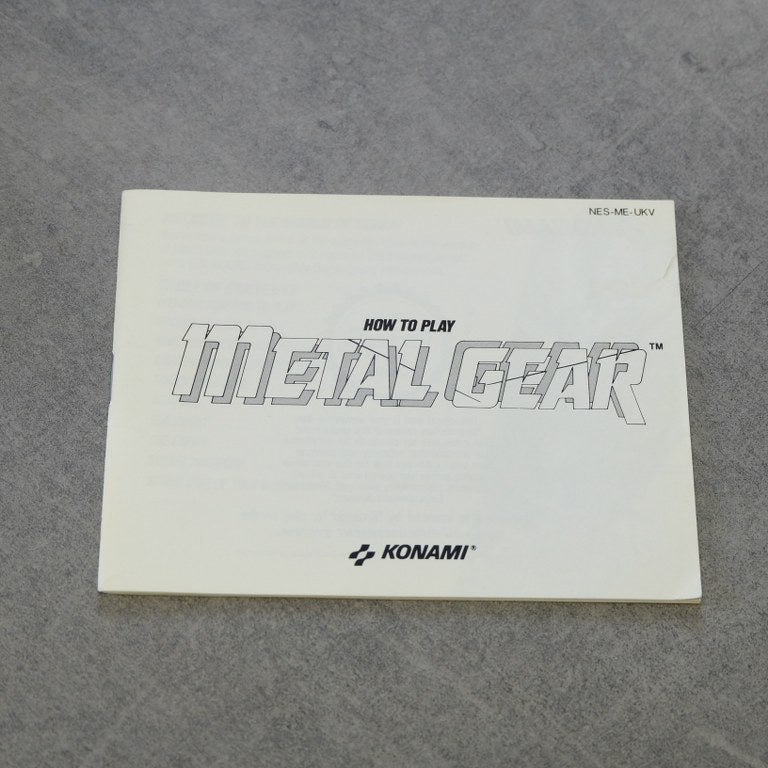 NES-ME-UKV
HOW TO PLAY
METAL GEAR™
KONAMI®